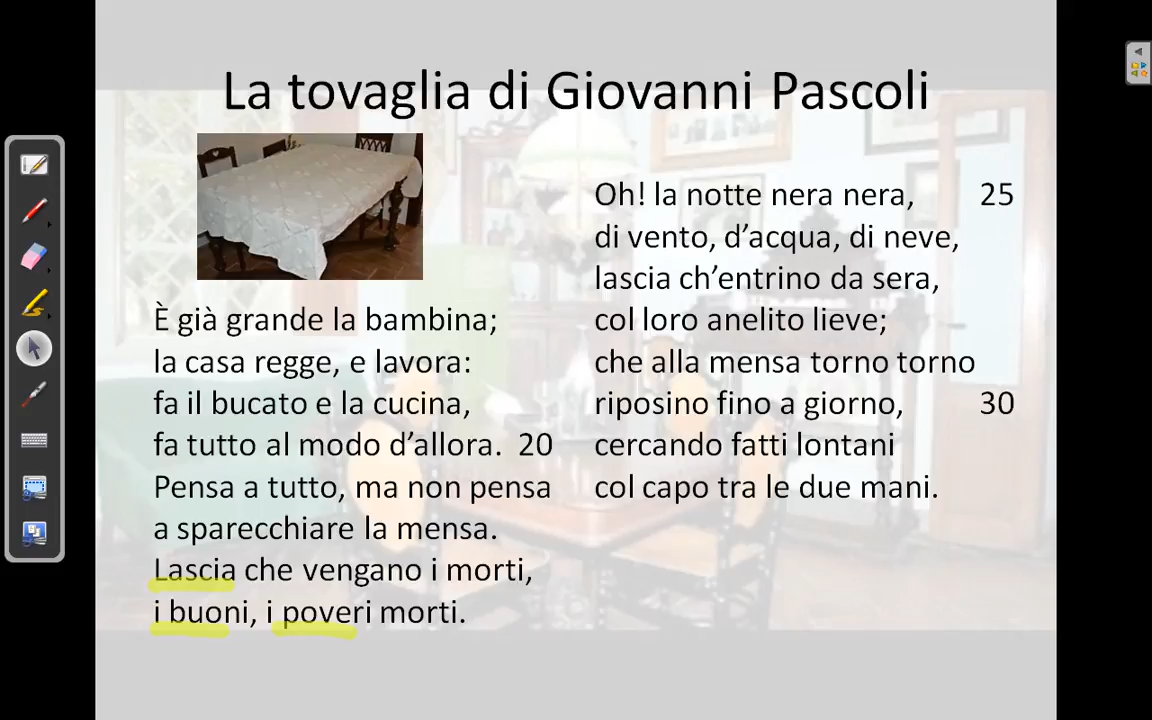 La tovaglia di Giovanni Pascoli
È già grande la bambina;
la casa regge, e lavora:
fa il bucato e la cucina,
fa tutto al modo d’allora. 20
Pensa a tutto, ma non pensa
a sparecchiare la mensa.
Lascia che vengano i morti,
i buoni, i poveri morti.
Oh! la notte nera nera, 25
di vento, d’acqua, di neve,
lascia ch’entrino da sera,
col loro anelito lieve;
che alla mensa torno torno
riposino fino a giorno, 30
cercando fatti lontani
col capo tra le due mani.